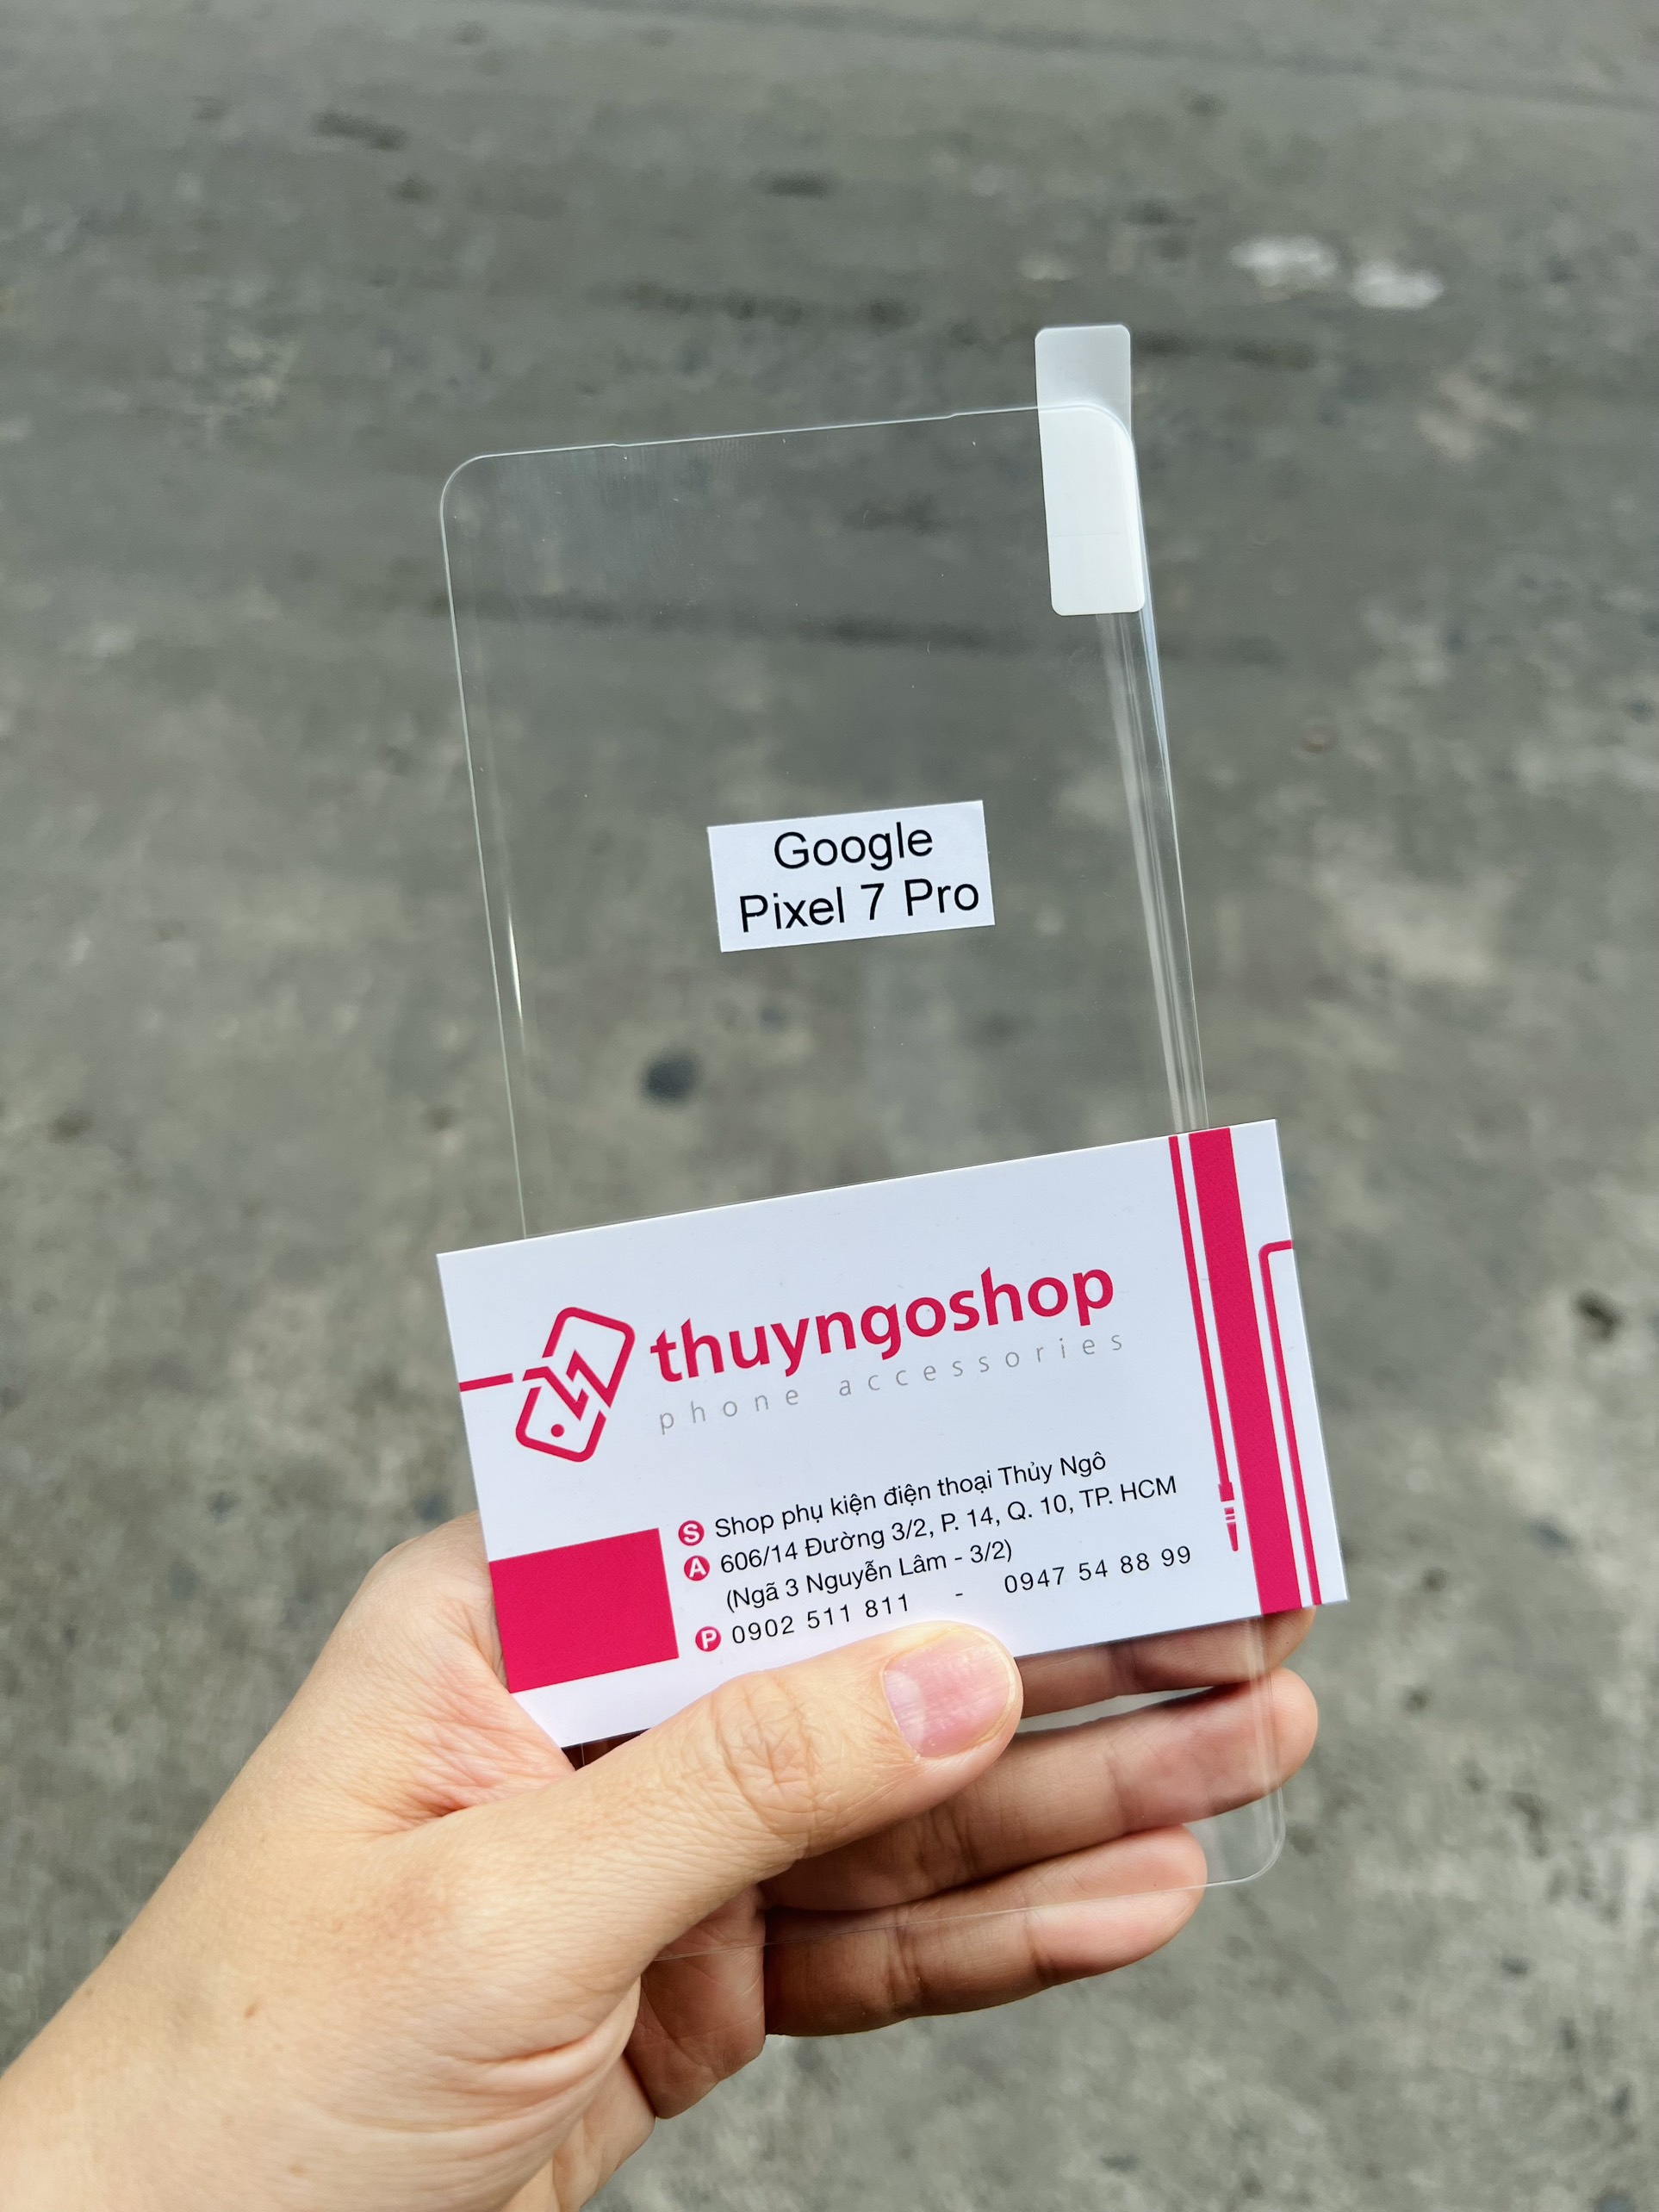 Google
Pixel 7 Pro
thuyngoshop
phone accessories
S Shop phụ kiện điện thoại Thủy Ngô
A 606/14 Đường 3/2, P. 14, Q. 10, TP. HCM
(Ngã 3 Nguyễn Lâm - 3/2)
P 0902 511 811 - 0947 54 88 99